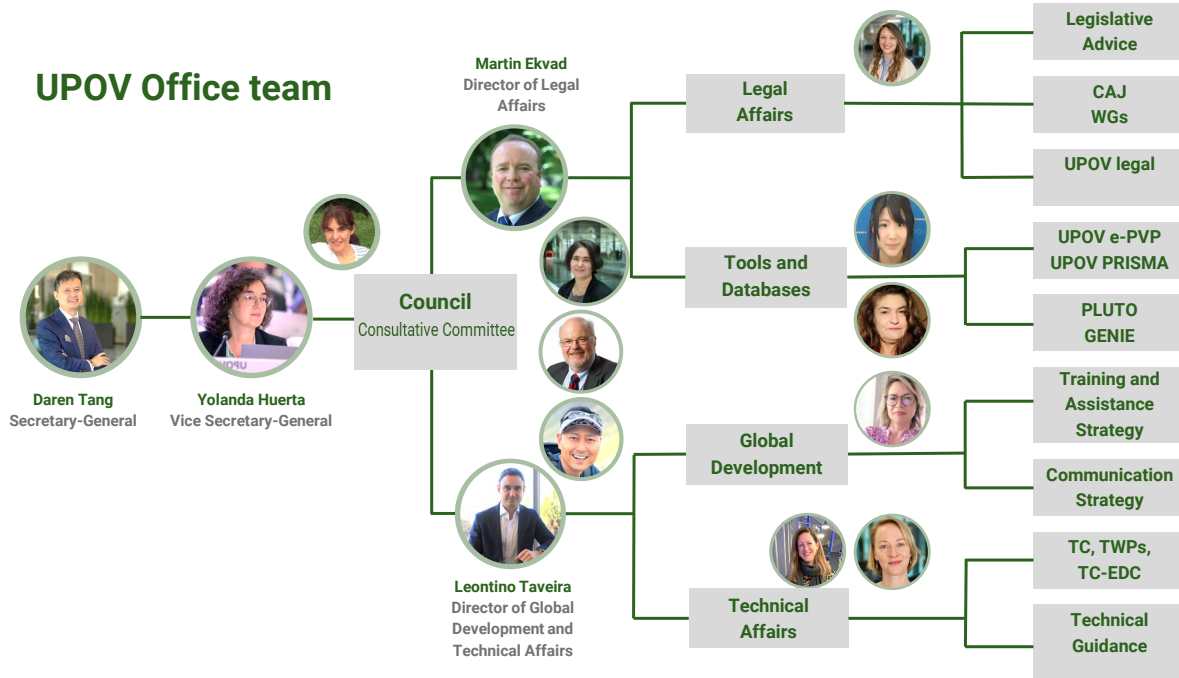 UPOV Office team
Daren Tang
Secretary-General
Yolanda Huerta
Vice Secretary-General
Council
Consultative Committee
Martin Ekvad
Director of Legal
Affairs
Leontino Taveira
Director of Global
Development and
Technical Affairs
Legal
Affairs
Tools and
Databases
Global
Development
Technical
Affairs
Legislative
Advice
CAJ
WGs
UPOV legal
UPOV e-PVP
UPOV PRISMA
PLUTO
GENIE
Training and
Assistance
Strategy
Communication
Strategy
TC, TWPs,
TC-EDC
Technical
Guidance
UPOV